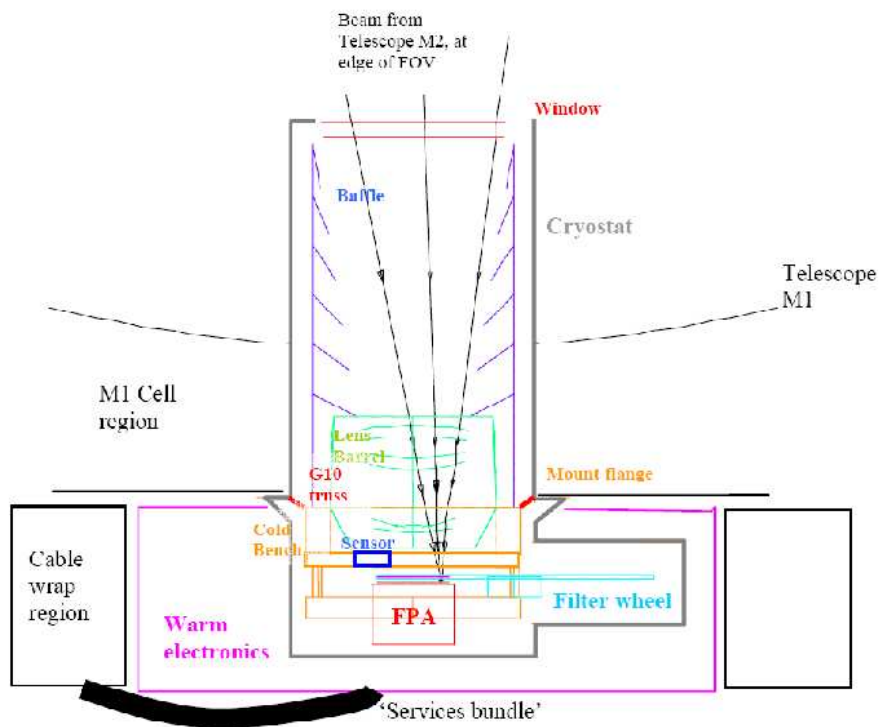 Beam from
Telescope M2, at
edge of FOV
Window
Baffle
Cryostat
Telescope
M1
M1 Cell
region
Lens
Barrel
G10
truss
Mount flange
Cold
Bench
Sensor
Cable
wrap
region
Filter wheel
FPA
Warm
electronics
‘Services bundle’